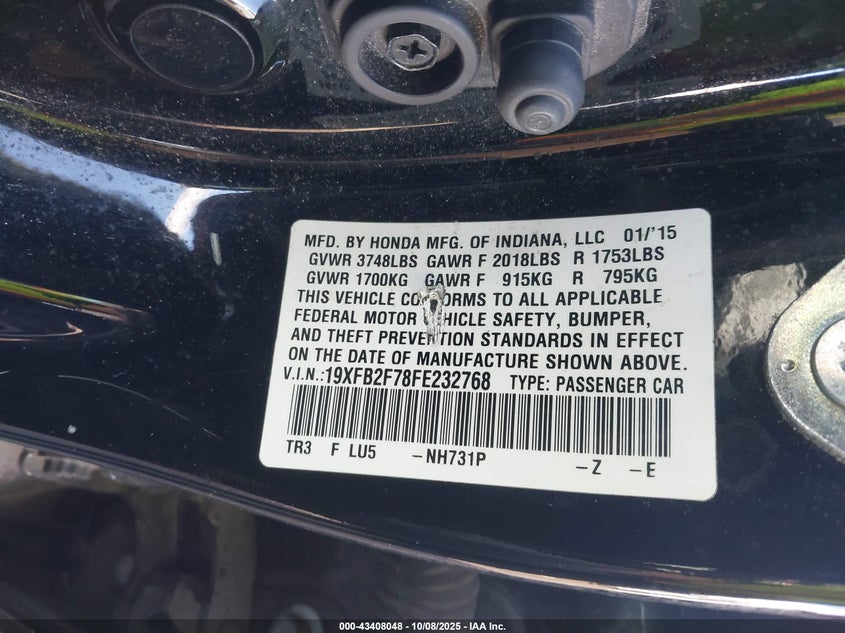 MFD. BY HONDA MFG. OF INDIANA, LLC 01/'15
GVWR 3748LBS GAWR F 2018LBS R 1753LBS
GVWR 1700KG GAWR F 915KG R 795KG
THIS VEHICLE CONFORMS TO ALL APPLICABLE
FEDERAL MOTOR VEHICLE SAFETY, BUMPER,
AND THEFT PREVENTION STANDARDS IN EFFECT
ON THE DATE OF MANUFACTURE SHOWN ABOVE.
V.I.N.:19XFB2F78FE232768 TYPE: PASSENGER CAR
TR3 F LU5 –NH731P –Z –E
000-43408048 - 10/08/2025 - IAA Inc.